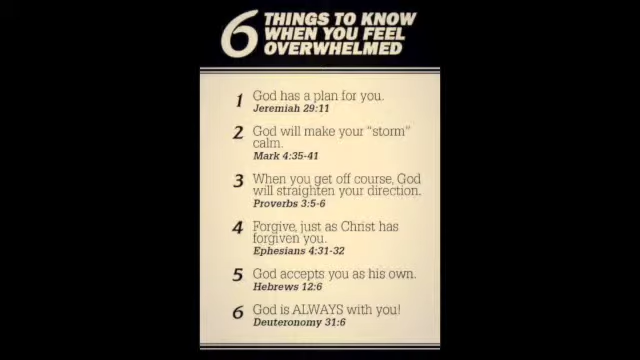 6 THINGS TO KNOW
WHEN YOU FEEL
OVERWHELMED
1 God has a plan for you.
Jeremiah 29:11
2 God will make your "storm"
calm.
Mark 4:35-41
3 When you get off course, God
will straighten your direction.
Proverbs 3:5-6
4 Forgive, just as Christ has
forgiven you.
Ephesians 4:31-32
5 God accepts you as his own.
Hebrews 12:6
6 God is ALWAYS with you!
Deuteronomy 31:6